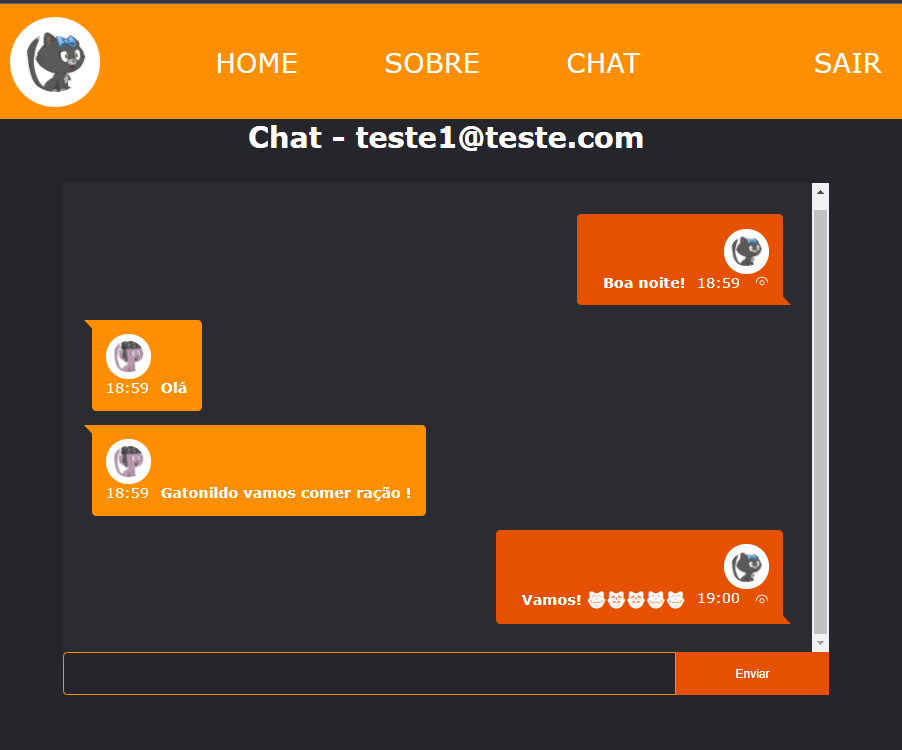 HOME SOBRE CHAT SAIR
Chat - teste1@teste.com
Boa noite! 18:59
18:59 Olá
18:59 Gatonildo vamos comer ração !
Vamos! 😺😸😹😺😼 19:00
Enviar